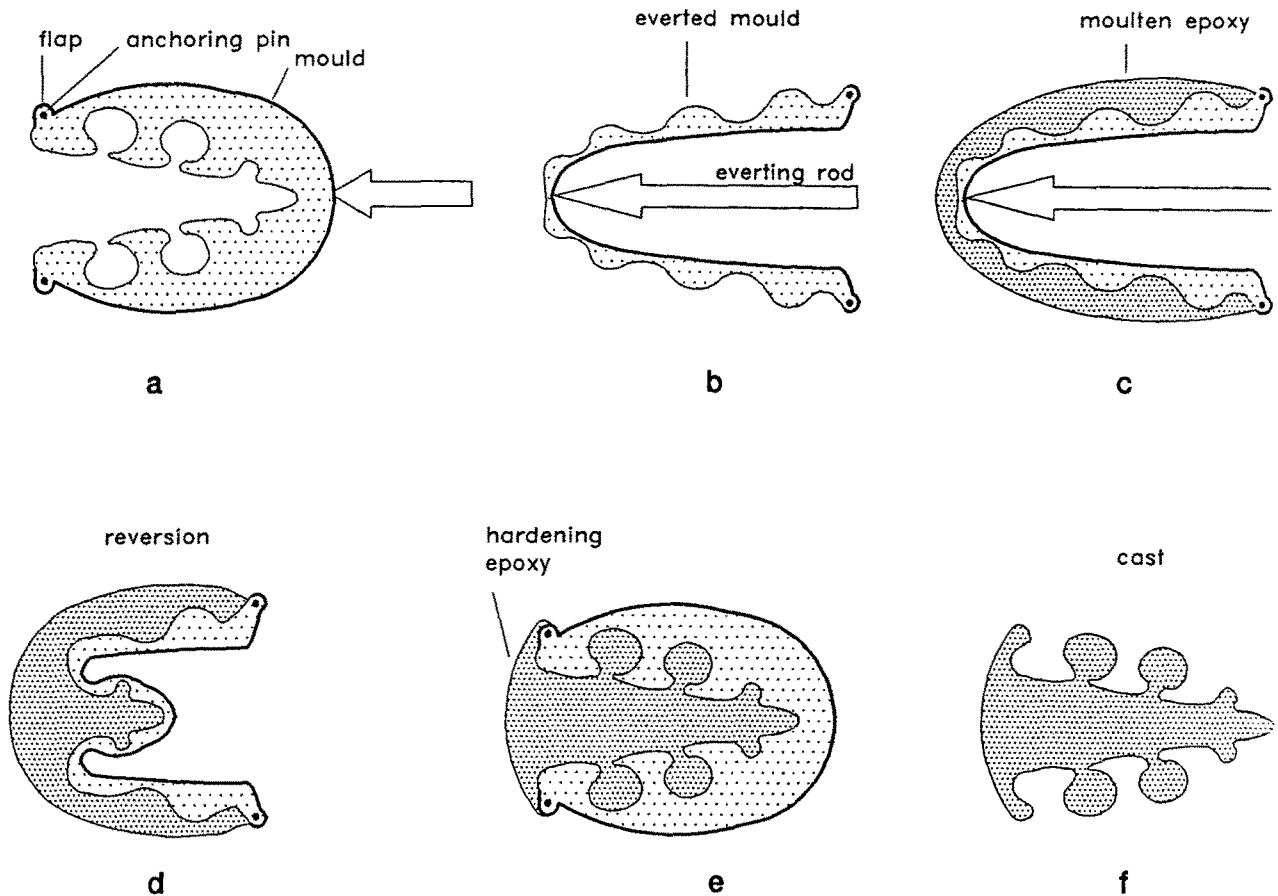 flap
anchoring pin
mould
everted mould
everting rod
moulten epoxy
a
b
c
reversion
hardening
epoxy
cast
d
e
f